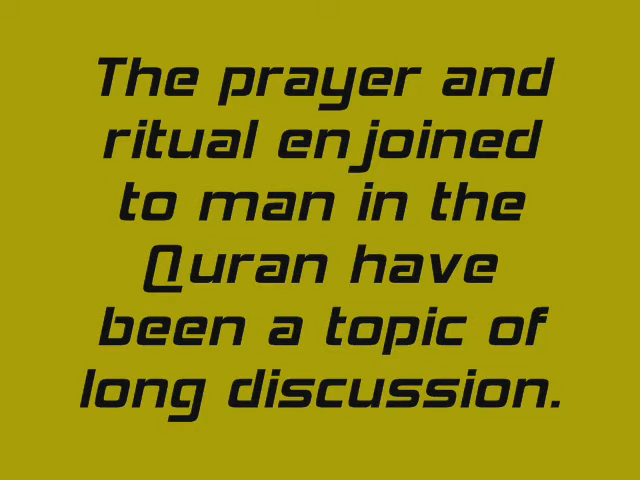 The prayer and
ritual enjoined
to man in the
Quran have
been a topic of
long discussion.